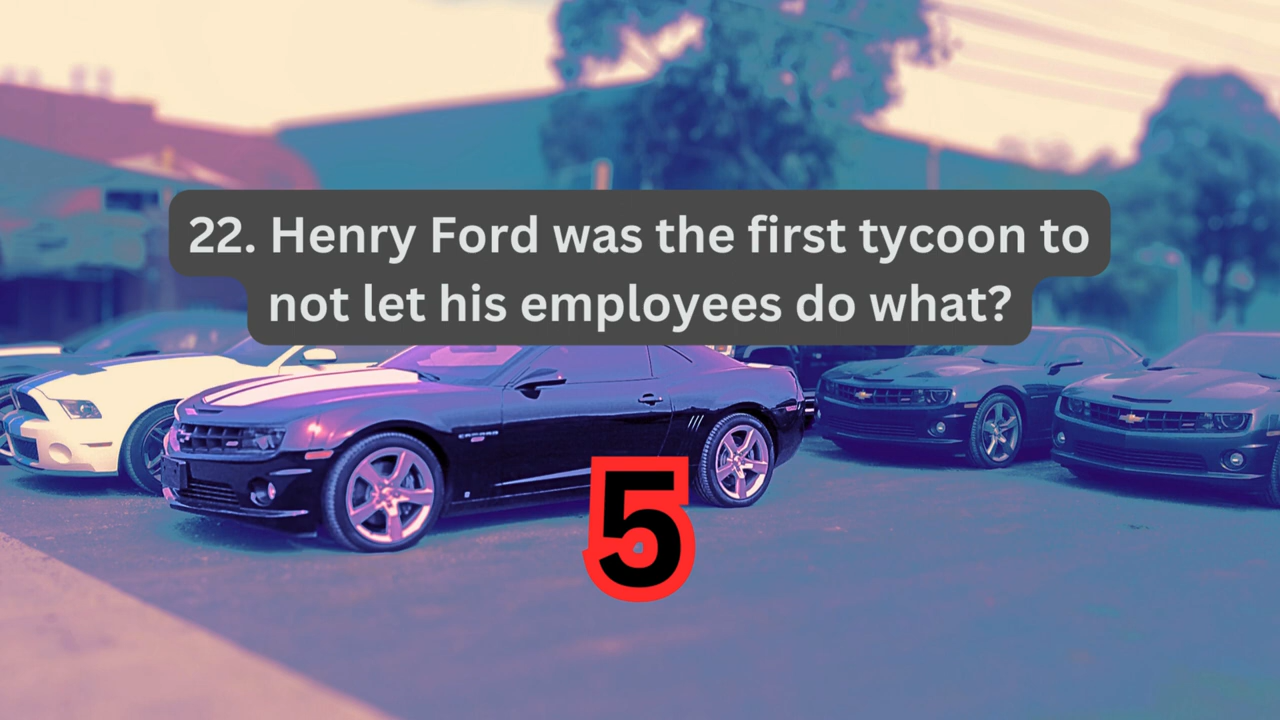 22. Henry Ford was the first tycoon to
not let his employees do what?
5